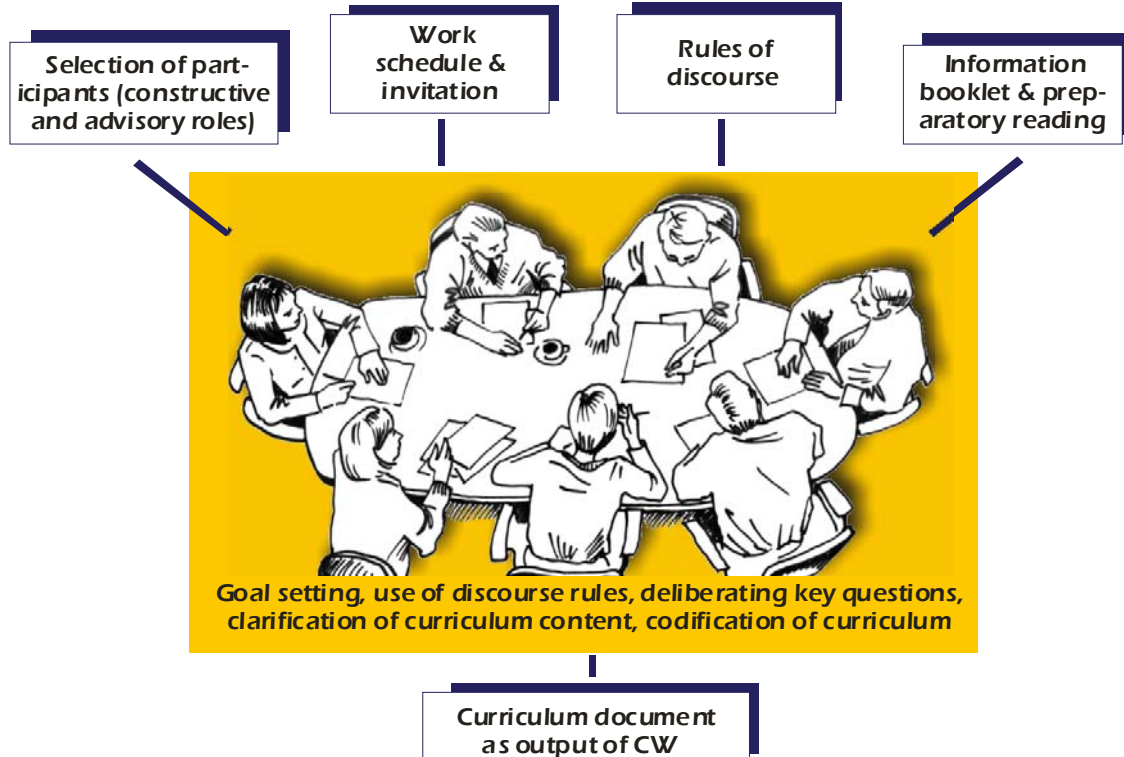 Selection of part-
icipants (constructive
and advisory roles)
Work
schedule &
invitation
Rules of
discourse
Information
booklet & prep-
aratory reading
Goal setting, use of discourse rules, deliberating key questions,
clarification of curriculum content, codification of curriculum
Curriculum document
as output of CW